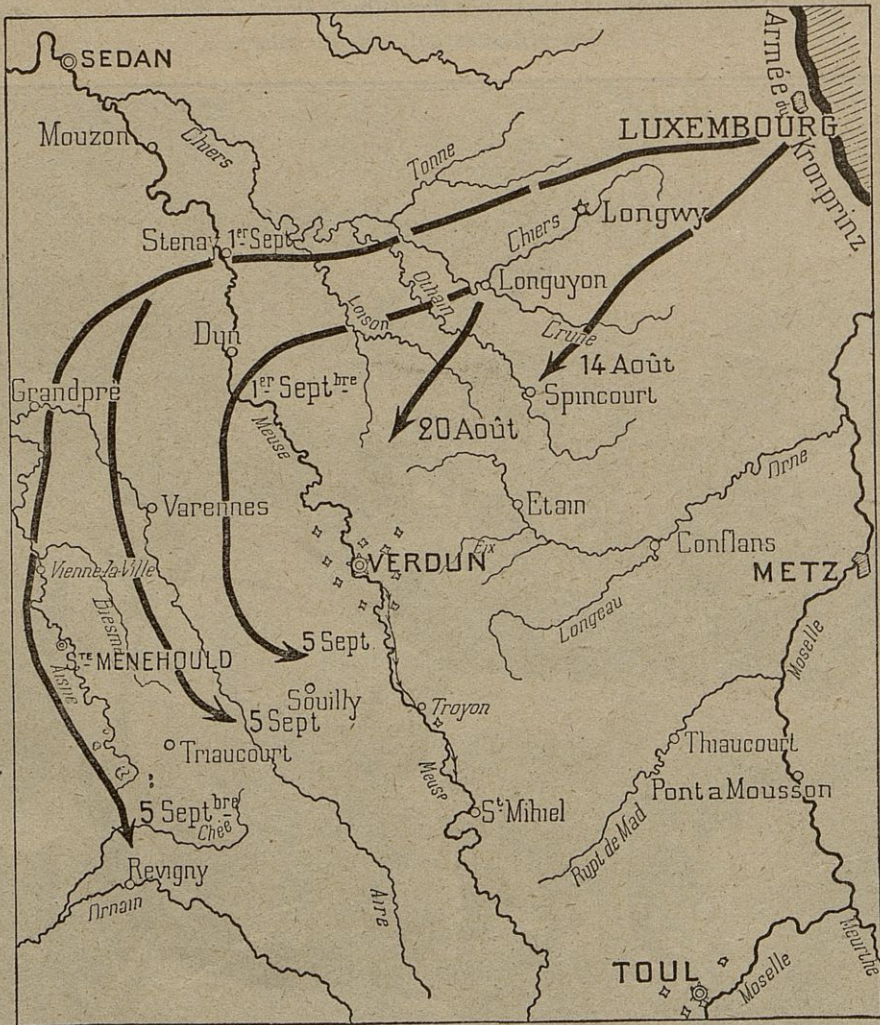 SEDAN
Armée du Kronprinz
Mouzon
Chiers
LUXEMBOURG
Tonne
Stenay 1er Sept
Chiers
Longwy
Othain
Longuyon
Loison
Crune
Dun
14 Août
Grandpré
1er Septbre
Spincourt
Meuse
20 Août
Orne
Varennes
Etain
Eix
Conflans
VERDUN
METZ
Vienne-la-Ville
Biesme
Longeau
Moselle
5 Sept
STE MENEHOULD
Aisne
Souilly
5 Sept
Troyon
Triaucourt
Thiaucourt
Meuse
Pont a Mousson
5 Septbre
St Mihiel
Chée
Rupt de Mad
Revigny
Ornain
Aire
Meurthe
TOUL
Moselle